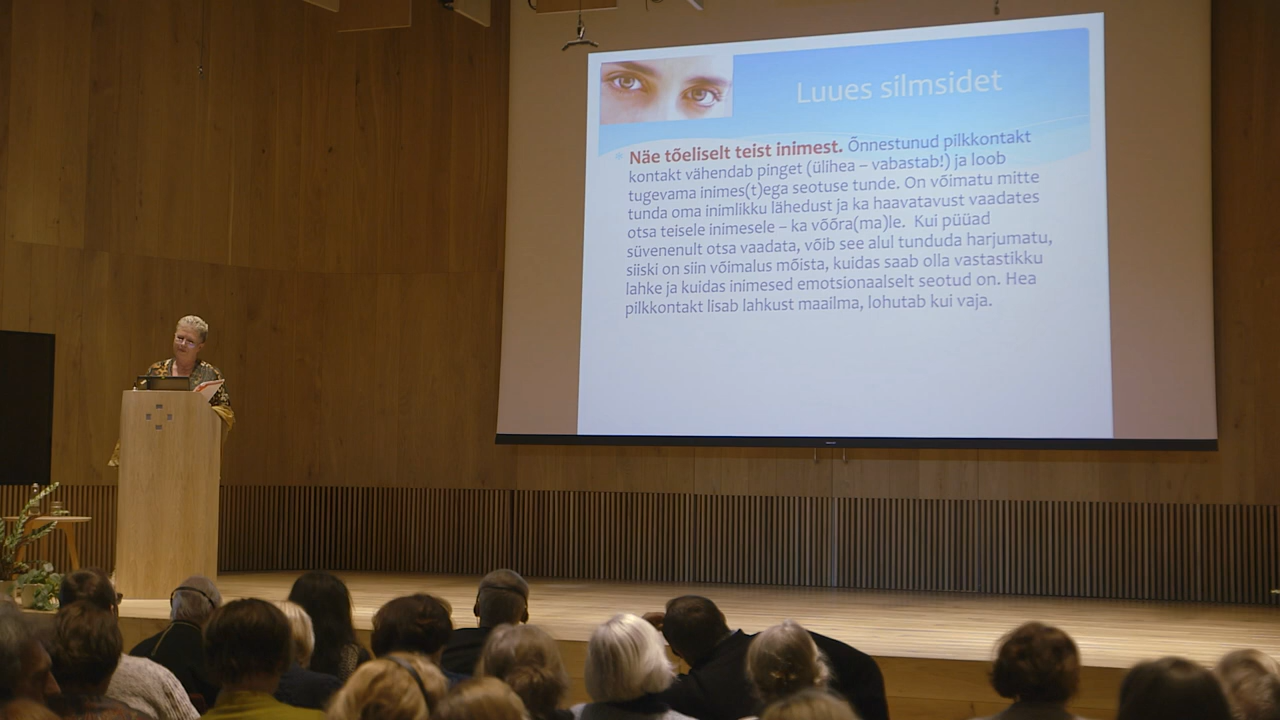 Luues silmsidet
Näe tõeliselt teist inimest. Õnnestunud pilkkontakt
kontakt vähendab pinget (ülihea – vabastab!) ja loob
tugevama inimes(t)ega seotuse tunde. On võimatu mitte
tunda oma inimlikku lähedust ja ka haavatavust vaadates
otsa teisele inimesele – ka võõra(ma)le. Kui püüad
süvenenult otsa vaadata, võib see alul tunduda harjumatu,
siiski on siin võimalus mõista, kuidas saab olla vastastikku
lahke ja kuidas inimesed emotsionaalselt seotud on. Hea
pilkkontakt lisab lahkust maailma, lohutab kui vaja.